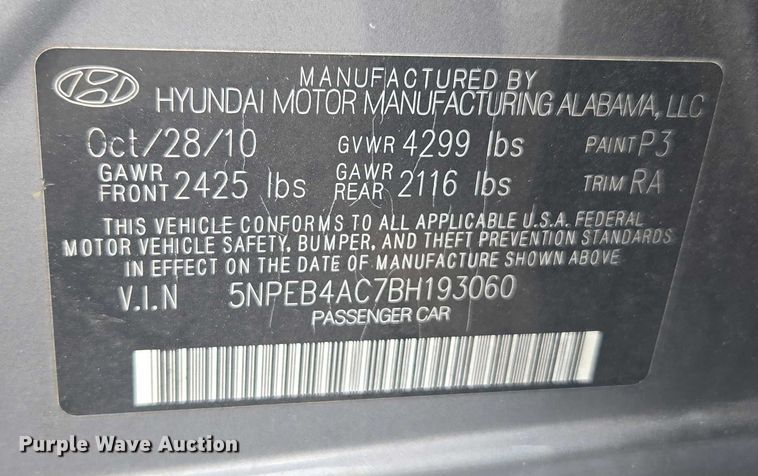 MANUFACTURED BY
HYUNDAI MOTOR MANUFACTURING ALABAMA, LLC
Oct/28/10 GVWR 4299 lbs PAINT P3
GAWR FRONT 2425 lbs GAWR REAR 2116 lbs TRIM RA
THIS VEHICLE CONFORMS TO ALL APPLICABLE U.S.A. FEDERAL
MOTOR VEHICLE SAFETY, BUMPER, AND THEFT PREVENTION STANDARDS
IN EFFECT ON THE DATE OF MANUFACTURE SHOWN ABOVE
V.I.N 5NPEB4AC7BH193060
PASSENGER CAR
Purple Wave Auction